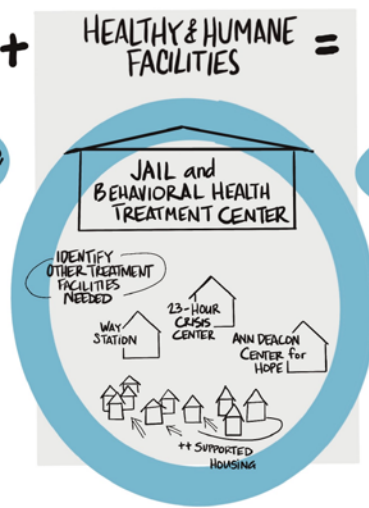 + HEALTHY & HUMANE =
FACILITIES
JAIL and
BEHAVIORAL HEALTH
TREATMENT CENTER
IDENTIFY
OTHER TREATMENT
FACILITIES
NEEDED
WAY
STATION
23-HOUR
CRISIS
CENTER
ANN DEACON
CENTER for
HOPE
++ SUPPORTED
HOUSING